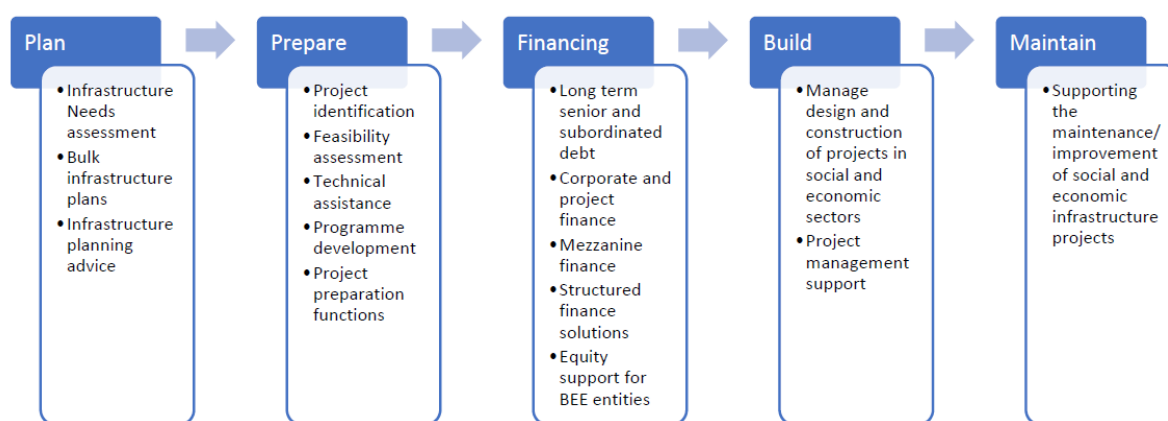 Plan
• Infrastructure
Needs
assessment
• Bulk
infrastructure
plans
• Infrastructure
planning
advice
Prepare
• Project
identification
• Feasibility
assessment
• Technical
assistance
• Programme
development
• Project
preparation
functions
Financing
• Long term
senior and
subordinated
debt
• Corporate and
project
finance
• Mezzanine
finance
• Structured
finance
solutions
• Equity
support for
BEE entities
Build
• Manage
design and
construction
of projects in
social and
economic
sectors
• Project
management
support
Maintain
• Supporting
the
maintenance/
improvement
of social and
economic
infrastructure
projects